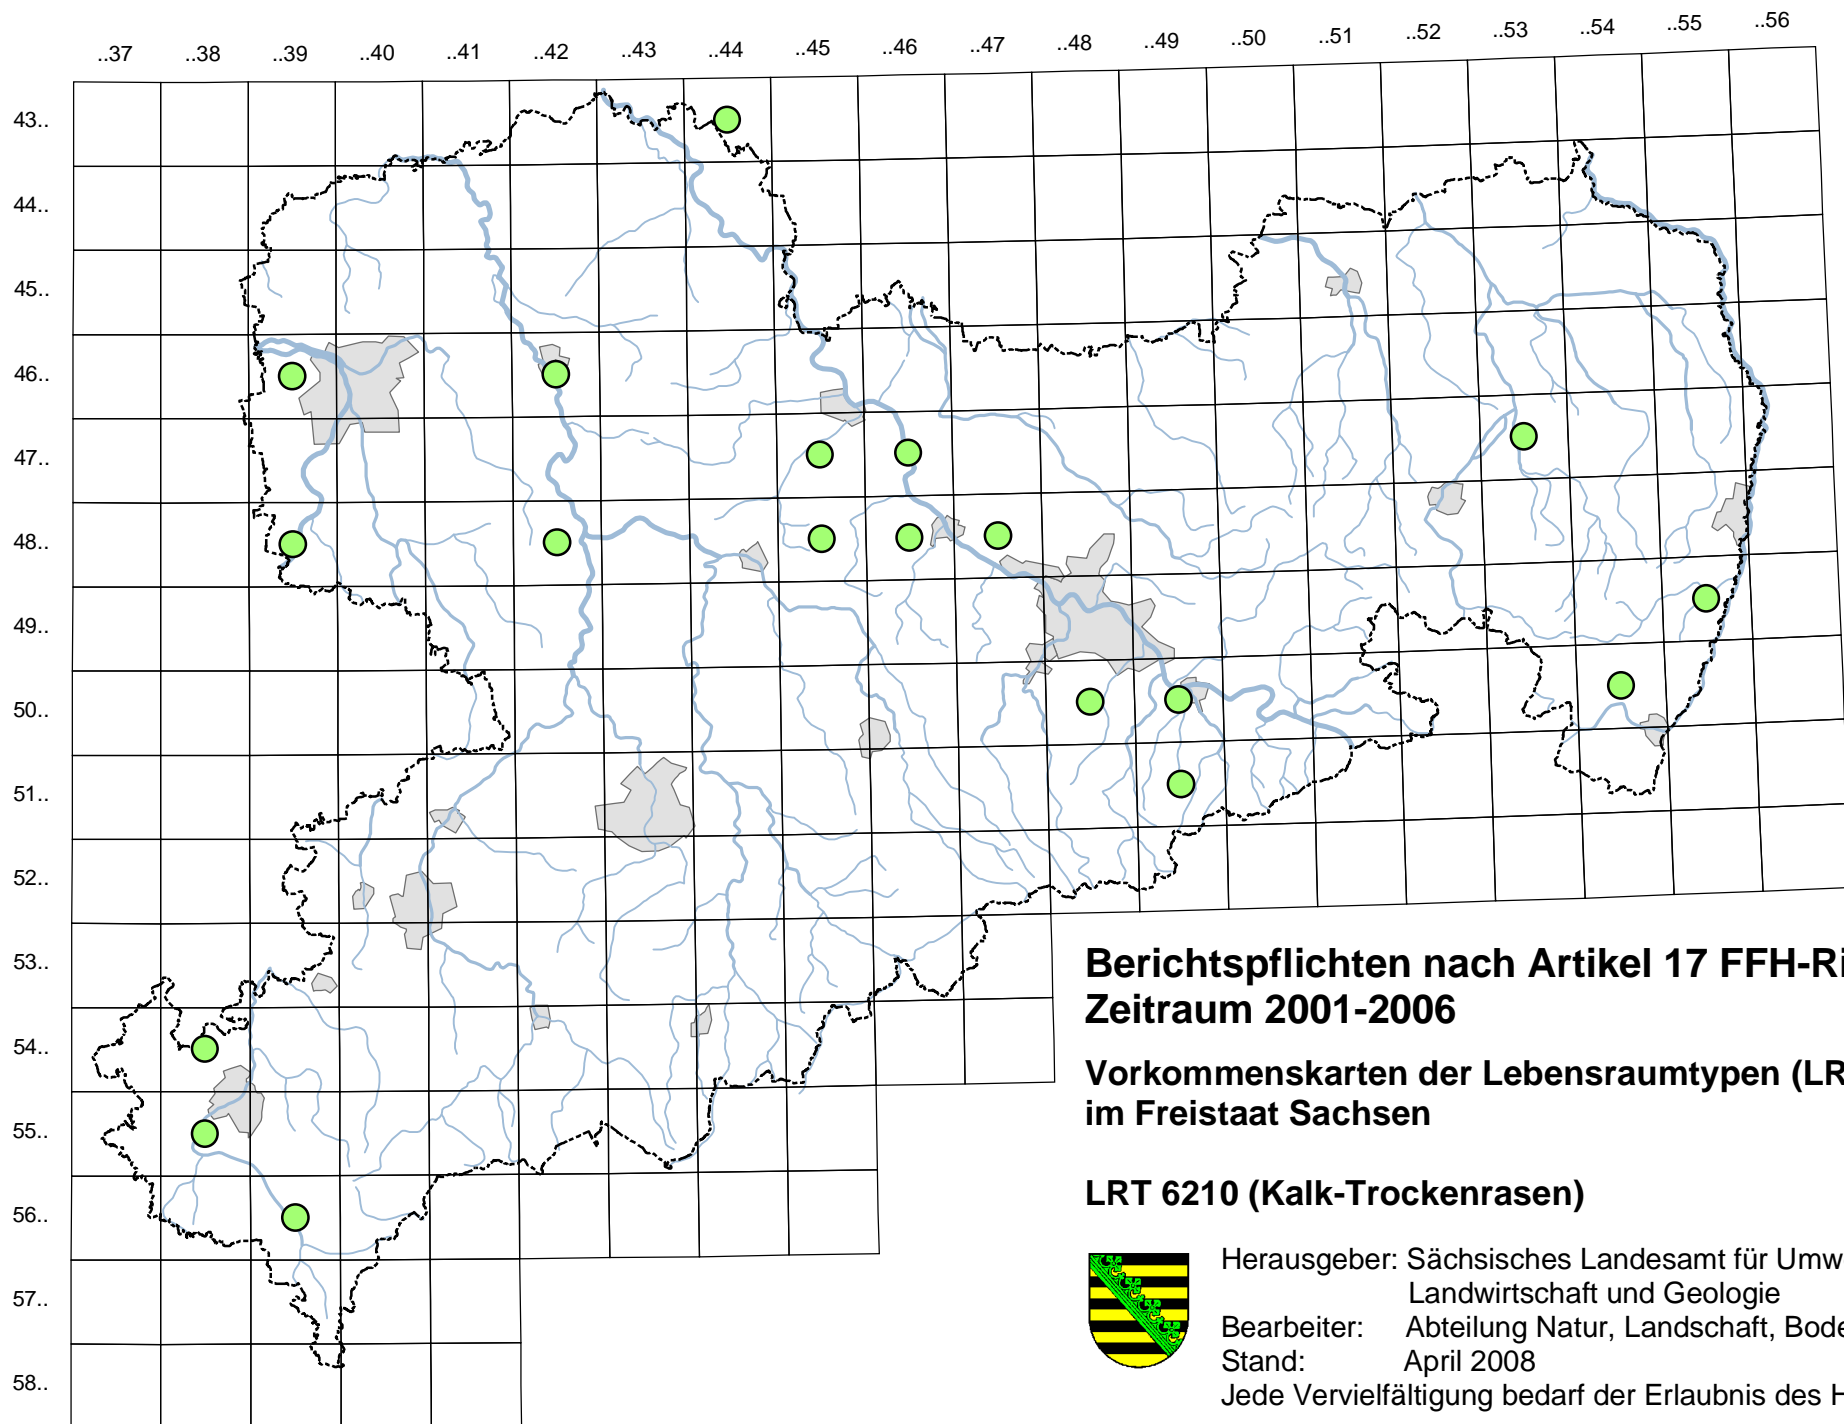 ..37 ..38 ..39 ..40 ..41 ..42 ..43 ..44 ..45 ..46 ..47 ..48 ..49 ..50 ..51 ..52 ..53 ..54 ..55 ..56
43..
44..
45..
46..
47..
48..
49..
50..
51..
52..
53..
54..
55..
56..
57..
58..
Berichtspflichten nach Artikel 17 FFH-Ri
Zeitraum 2001-2006
Vorkommenskarten der Lebensraumtypen (LR
im Freistaat Sachsen
LRT 6210 (Kalk-Trockenrasen)
Herausgeber: Sächsisches Landesamt für Umw
Landwirtschaft und Geologie
Bearbeiter: Abteilung Natur, Landschaft, Bode
Stand: April 2008
Jede Vervielfältigung bedarf der Erlaubnis des H